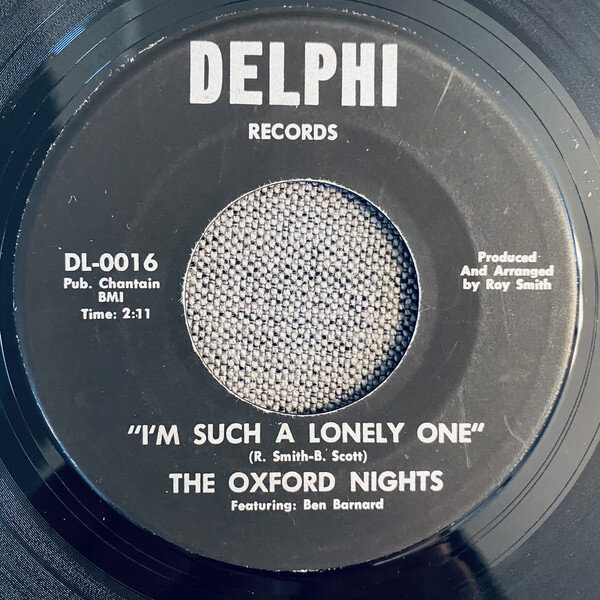 DELPHI
RECORDS
DL-0016
Pub. Chantain
BMI
Time: 2:11
Produced
And Arranged
by Roy Smith
"I'M SUCH A LONELY ONE"
(R. Smith-B. Scott)
THE OXFORD NIGHTS
Featuring: Ben Barnard